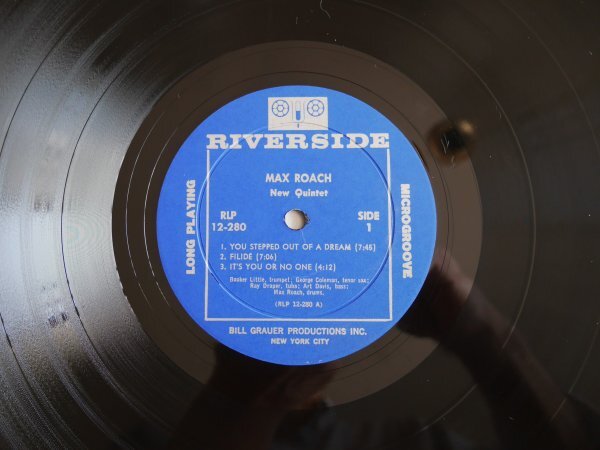 RIVERSIDE
MAX ROACH
New Quintet
LONG PLAYING
MICROGROOVE
RLP
12-280
SIDE
1
1. YOU STEPPED OUT OF A DREAM (7:45)
2. FILIDE (7:06)
3. IT'S YOU OR NO ONE (4:12)
Booker Little, trumpet; George Coleman, tenor sax;
Ray Draper, tuba; Art Davis, bass;
Max Roach, drums.
(RLP 12-280 A)
BILL GRAUER PRODUCTIONS INC.
NEW YORK CITY